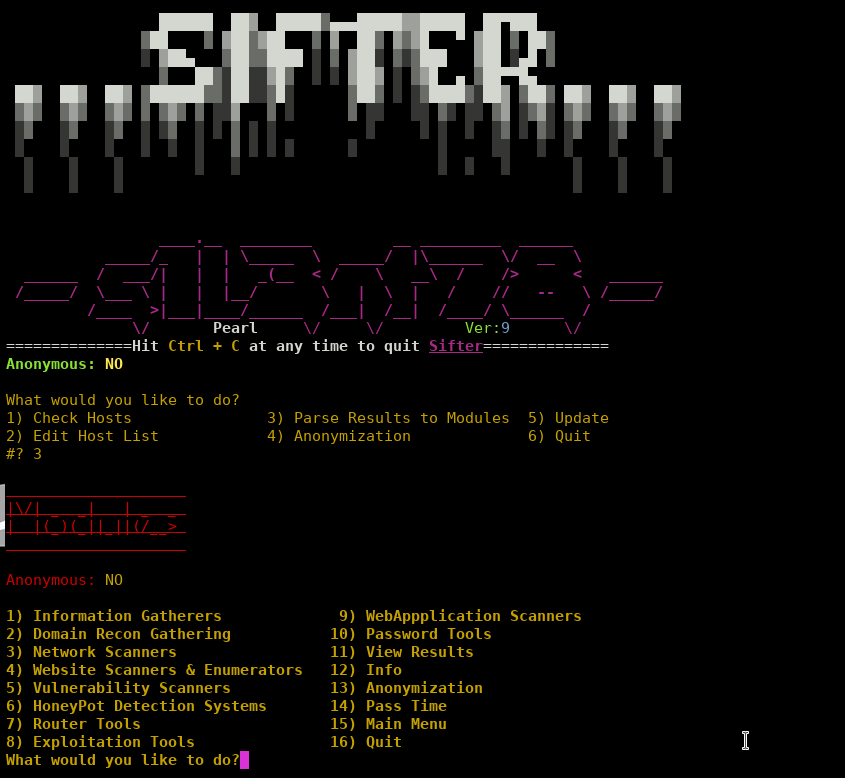 SIFTER
Pearl Ver:9
==============Hit Ctrl + C at any time to quit Sifter==============
Anonymous: NO
What would you like to do?
1) Check Hosts 3) Parse Results to Modules 5) Update
2) Edit Host List 4) Anonymization 6) Quit
#? 3
Anonymous: NO
1) Information Gatherers 9) WebAppplication Scanners
2) Domain Recon Gathering 10) Password Tools
3) Network Scanners 11) View Results
4) Website Scanners & Enumerators 12) Info
5) Vulnerability Scanners 13) Anonymization
6) HoneyPot Detection Systems 14) Pass Time
7) Router Tools 15) Main Menu
8) Exploitation Tools 16) Quit
What would you like to do?